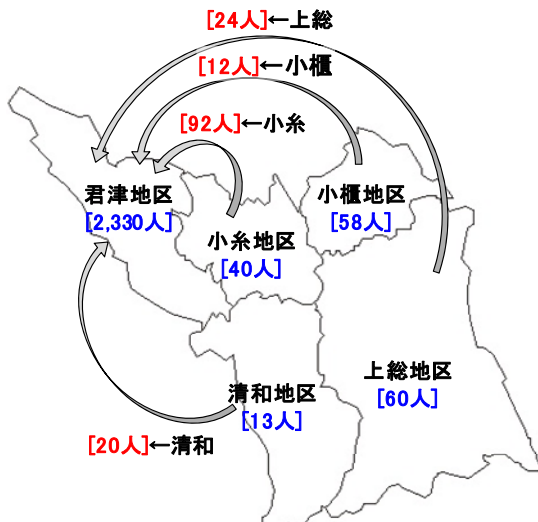 [24人]←上総
[12人]←小櫃
[92人]←小糸
君津地区
[2,330人]
小櫃地区
[58人]
小糸地区
[40人]
上総地区
[60人]
清和地区
[13人]
[20人]←清和